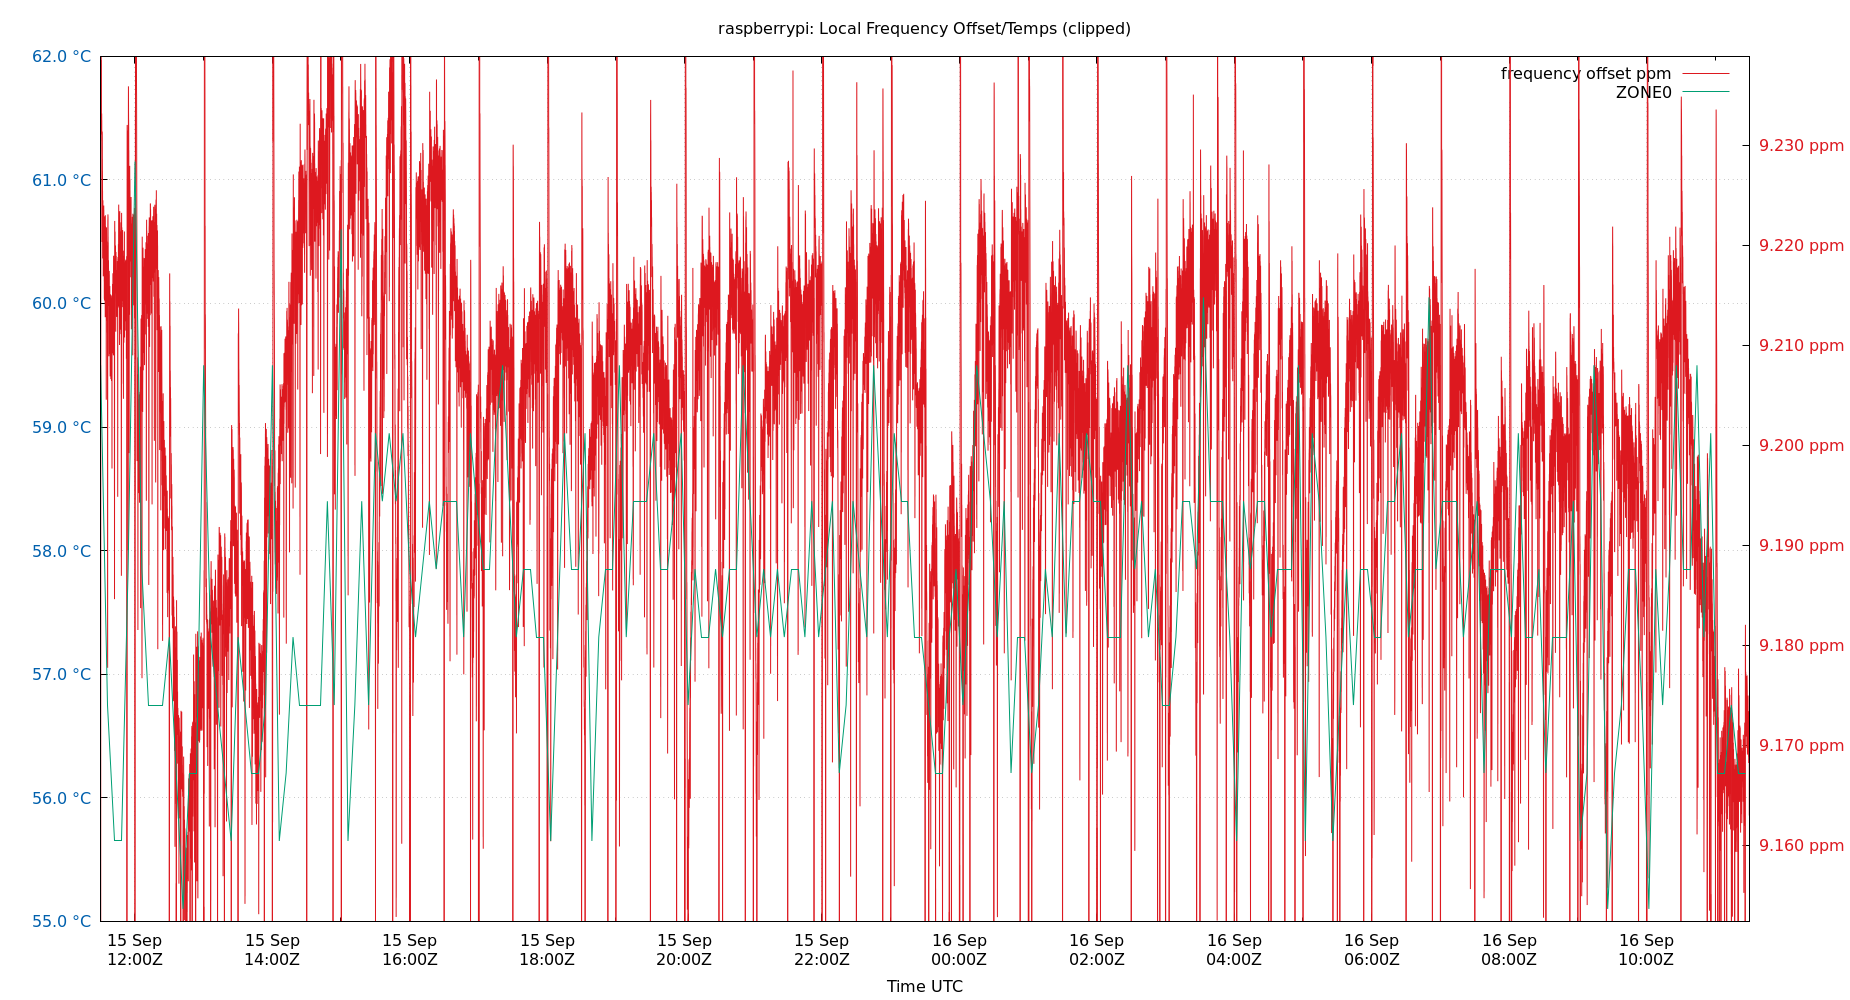 raspberrypi: Local Frequency Offset/Temps (clipped)
62.0 °C
61.0 °C
60.0 °C
59.0 °C
58.0 °C
57.0 °C
56.0 °C
55.0 °C
frequency offset ppm
ZONE0
9.230 ppm
9.220 ppm
9.210 ppm
9.200 ppm
9.190 ppm
9.180 ppm
9.170 ppm
9.160 ppm
15 Sep 15 Sep 15 Sep 15 Sep 15 Sep 15 Sep 16 Sep 16 Sep 16 Sep 16 Sep 16 Sep 16 Sep
12:00Z 14:00Z 16:00Z 18:00Z 20:00Z 22:00Z 00:00Z 02:00Z 04:00Z 06:00Z 08:00Z 10:00Z
Time UTC